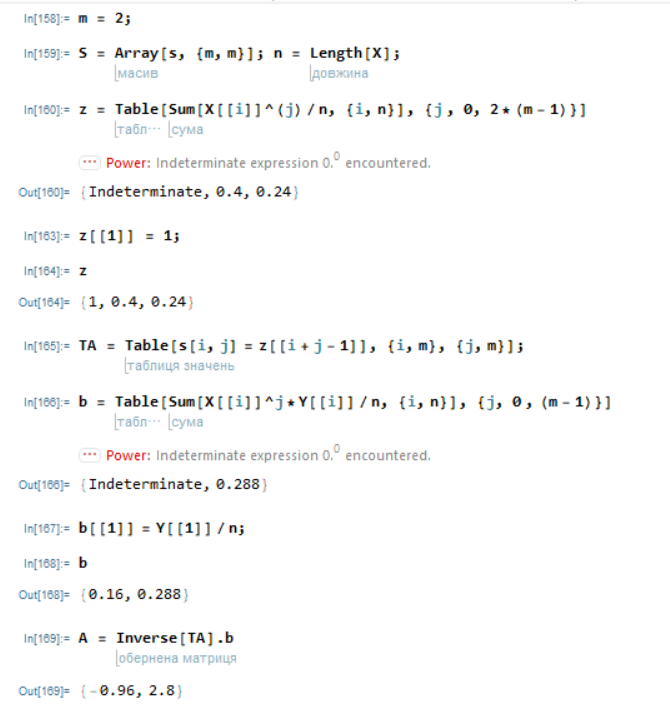 In[158]:= m = 2;
In[159]:= S = Array[s, {m, m}]; n = Length[X];
масив довжина
In[160]:= z = Table[Sum[X[[i]]^(j)/n, {i, n}], {j, 0, 2*(m-1)}]
табл⋯ сума
⋯ Power: Indeterminate expression 0.^0 encountered.
Out[160]= {Indeterminate, 0.4, 0.24}
In[163]:= z[[1]] = 1;
In[164]:= z
Out[164]= {1, 0.4, 0.24}
In[165]:= TA = Table[s[i, j] = z[[i+j-1]], {i, m}, {j, m}];
таблиця значень
In[166]:= b = Table[Sum[X[[i]]^j*Y[[i]]/n, {i, n}], {j, 0, (m-1)}]
табл⋯ сума
⋯ Power: Indeterminate expression 0.^0 encountered.
Out[166]= {Indeterminate, 0.288}
In[167]:= b[[1]] = Y[[1]]/n;
In[168]:= b
Out[168]= {0.16, 0.288}
In[169]:= A = Inverse[TA].b
обернена матриця
Out[169]= {-0.96, 2.8}